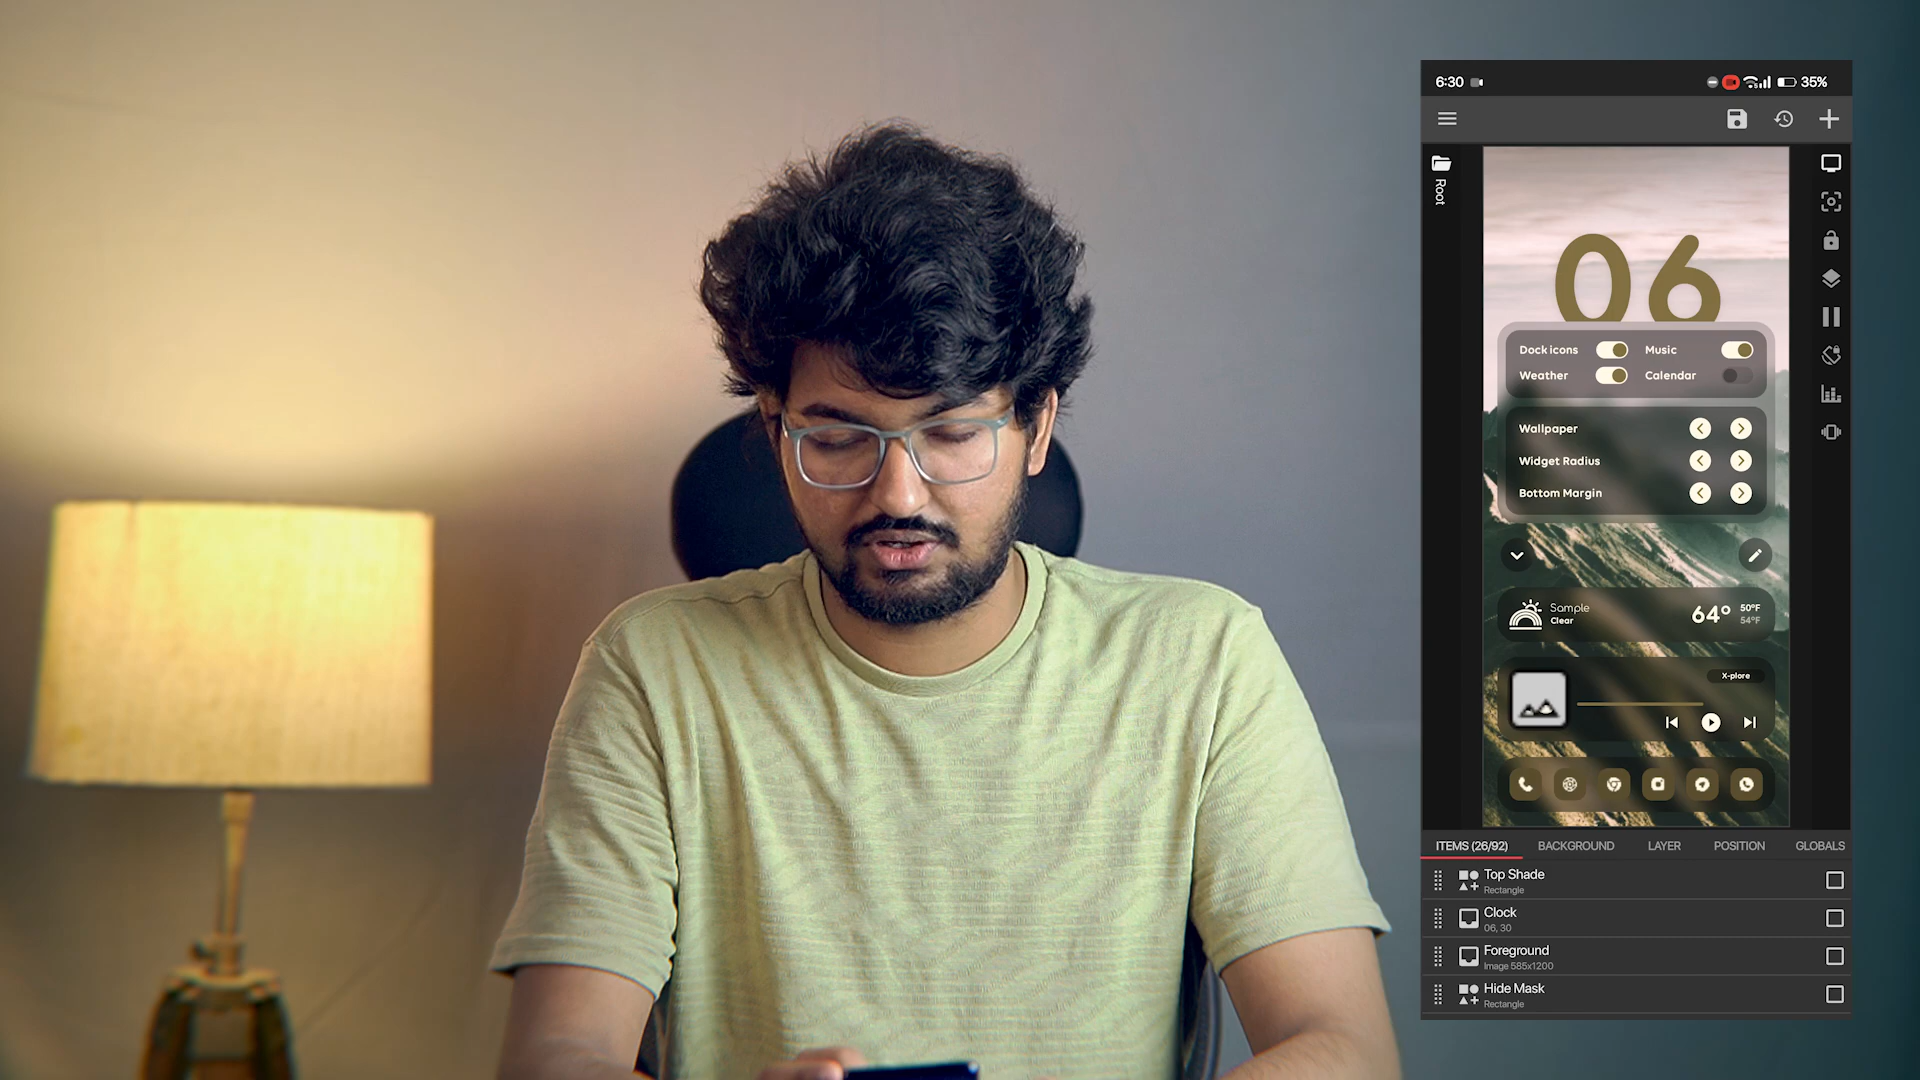 6:30
35%
Root
06
Dock icons Music
Weather Calendar
Wallpaper
Widget Radius
Bottom Margin
Sample
Clear
64° 50°F
54°F
X-plore
ITEMS (26/92) BACKGROUND LAYER POSITION GLOBALS
Top Shade
Rectangle
Clock
06, 30
Foreground
Image 585x1200
Hide Mask
Rectangle